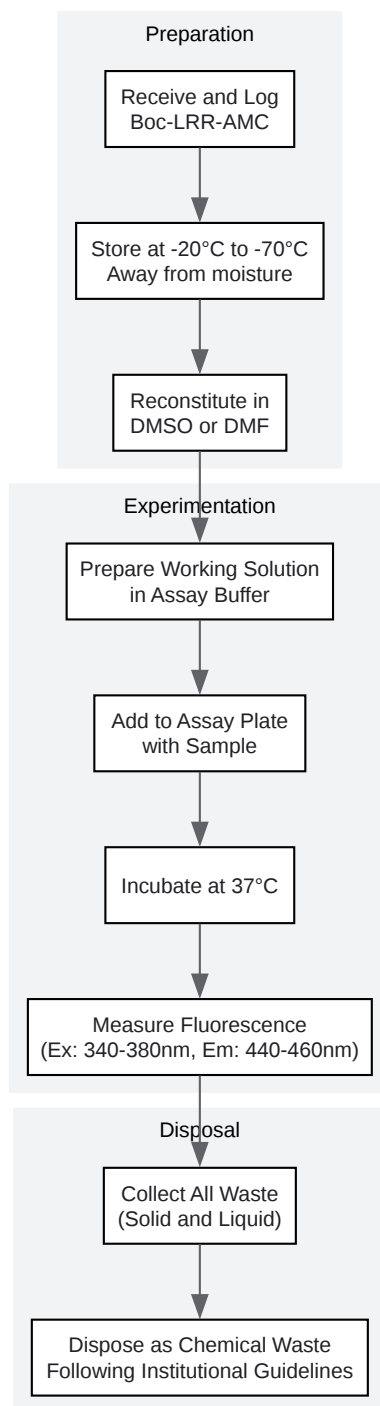 Preparation
Receive and Log
Boc-LRR-AMC
Store at -20°C to -70°C
Away from moisture
Reconstitute in
DMSO or DMF
Experimentation
Prepare Working Solution
in Assay Buffer
Add to Assay Plate
with Sample
Incubate at 37°C
Measure Fluorescence
(Ex: 340-380nm, Em: 440-460nm)
Disposal
Collect All Waste
(Solid and Liquid)
Dispose as Chemical Waste
Following Institutional Guidelines